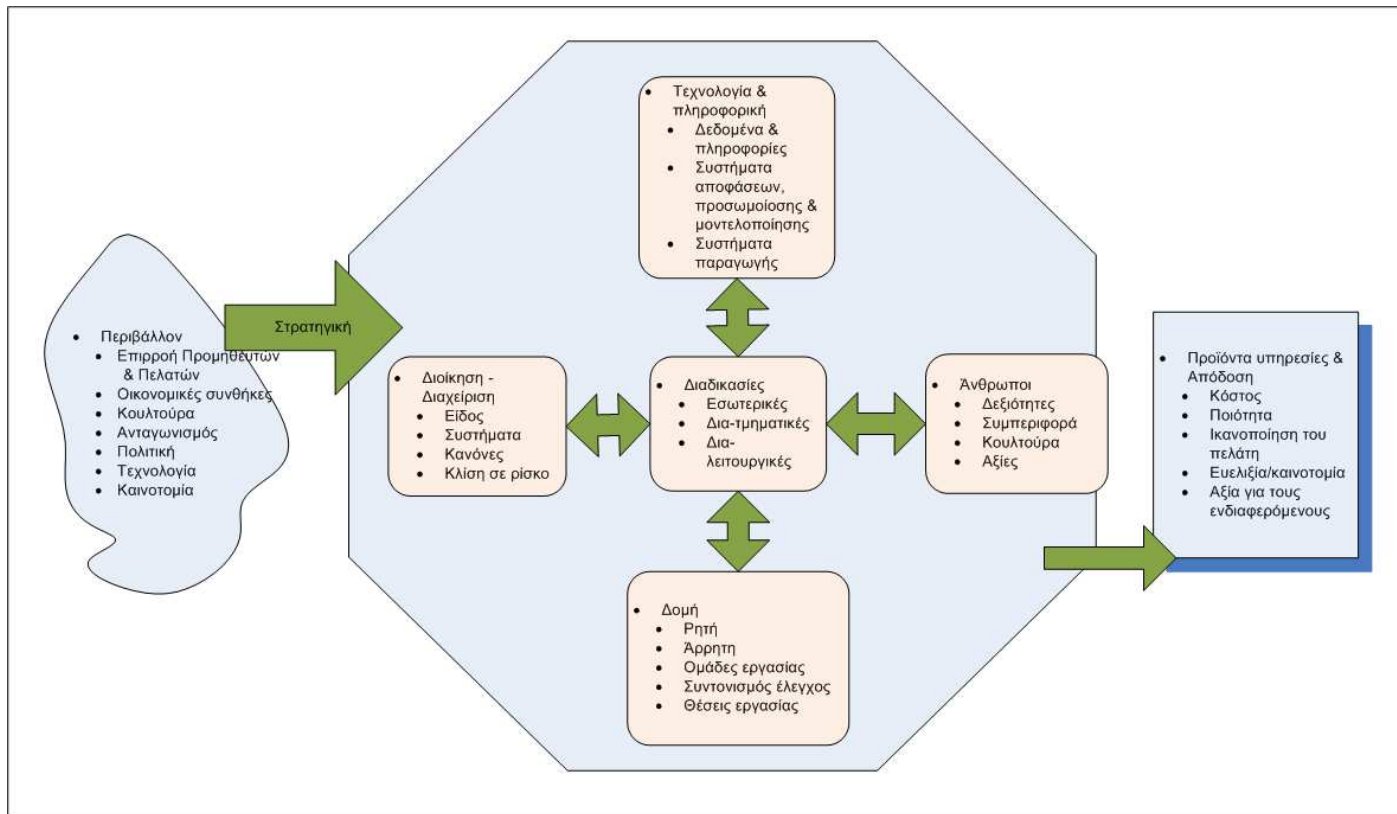 • Περιβάλλον
• Επιρροή Προμηθευτών
& Πελατών
• Οικονομικές συνθήκες
• Κουλτούρα
• Ανταγωνισμός
• Πολιτική
• Τεχνολογία
• Καινοτομία
Στρατηγική
• Τεχνολογία &
πληροφορική
• Δεδομένα &
πληροφορίες
• Συστήματα
αποφάσεων,
προσωμοίοσης &
μοντελοποίησης
• Συστήματα
παραγωγής
• Διοίκηση -
Διαχείριση
• Είδος
• Συστήματα
• Κανόνες
• Κλίση σε ρίσκο
• Διαδικασίες
• Εσωτερικές
• Δια-τμηματικές
• Δια-
λειτουργικές
• Άνθρωποι
• Δεξιότητες
• Συμπεριφορά
• Κουλτούρα
• Αξίες
• Δομή
• Ρητή
• Άρρητη
• Ομάδες εργασίας
• Συντονισμός έλεγχος
• Θέσεις εργασίας
• Προϊόντα υπηρεσίες &
Απόδοση
• Κόστος
• Ποιότητα
• Ικανοποίηση του
πελάτη
• Ευελιξία/καινοτομία
• Αξία για τους
ενδιαφερόμενους